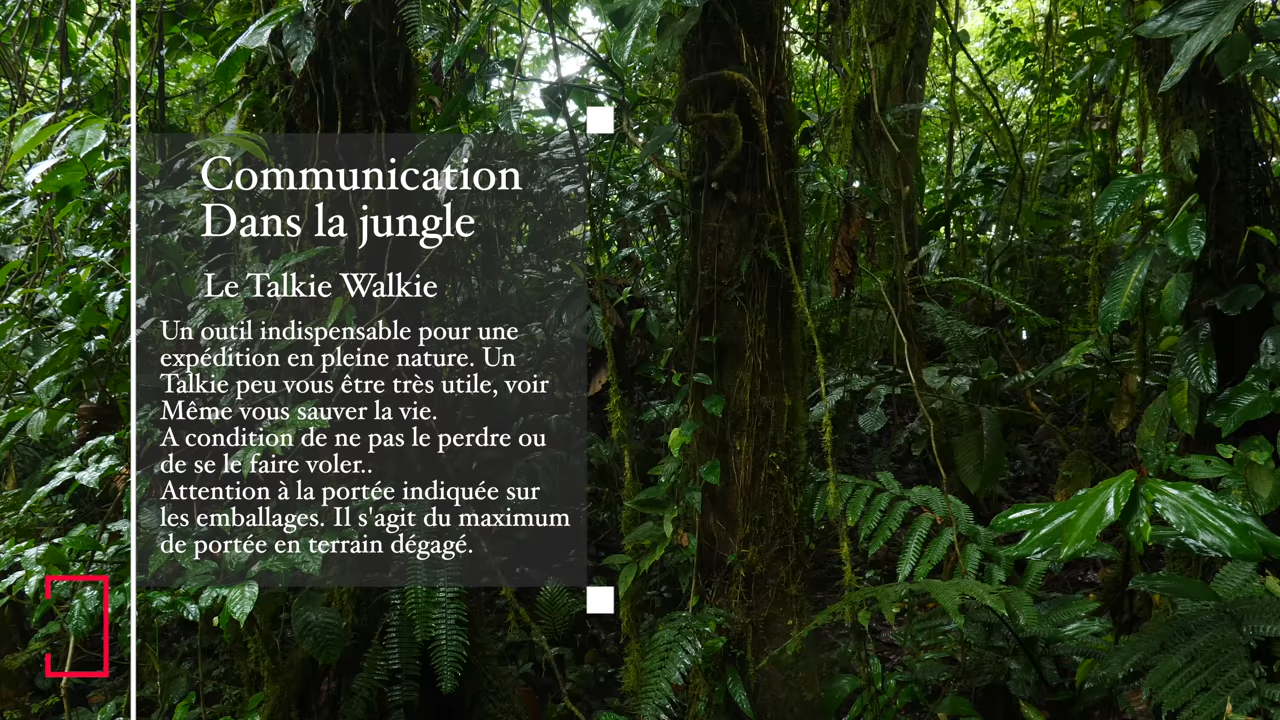 Communication
Dans la jungle
Le Talkie Walkie
Un outil indispensable pour une
expédition en pleine nature. Un
Talkie peu vous être très utile, voir
Même vous sauver la vie.
A condition de ne pas le perdre ou
de se le faire voler..
Attention à la portée indiquée sur
les emballages. Il s'agit du maximum
de portée en terrain dégagé.